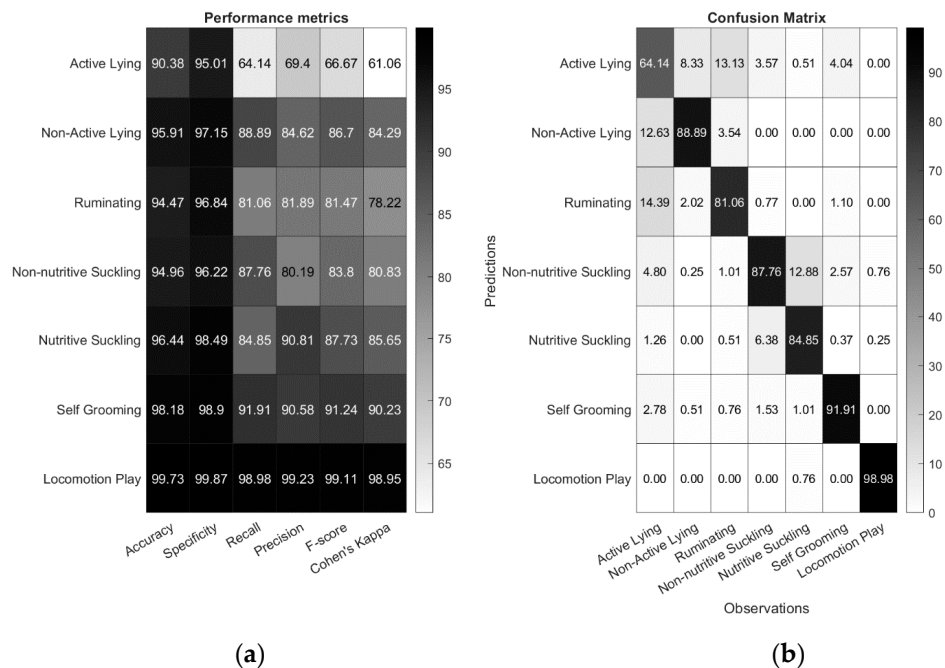 Performance metrics
Active Lying 90.38 95.01 64.14 69.4 66.67 61.06
Non-Active Lying 95.91 97.15 88.89 84.62 86.7 84.29
Ruminating 94.47 96.84 81.06 81.89 81.47 78.22
Non-nutritive Suckling 94.96 96.22 87.76 80.19 83.8 80.83
Nutritive Suckling 96.44 98.49 84.85 90.81 87.73 85.65
Self Grooming 98.18 98.9 91.91 90.58 91.24 90.23
Locomotion Play 99.73 99.87 98.98 99.23 99.11 98.95
Accuracy
Specificity
Recall
Precision
F-score
Cohen's Kappa
95
90
85
80
75
70
65
(a)
Confusion Matrix
Predictions
Active Lying 64.14 8.33 13.13 3.57 0.51 4.04 0.00
Non-Active Lying 12.63 88.89 3.54 0.00 0.00 0.00 0.00
Ruminating 14.39 2.02 81.06 0.77 0.00 1.10 0.00
Non-nutritive Suckling 4.80 0.25 1.01 87.76 12.88 2.57 0.76
Nutritive Suckling 1.26 0.00 0.51 6.38 84.85 0.37 0.25
Self Grooming 2.78 0.51 0.76 1.53 1.01 91.91 0.00
Locomotion Play 0.00 0.00 0.00 0.00 0.76 0.00 98.98
Active Lying
Non-Active Lying
Ruminating
Non-nutritive Suckling
Nutritive Suckling
Self Grooming
Locomotion Play
Observations
90
80
70
60
50
40
30
20
10
0
(b)